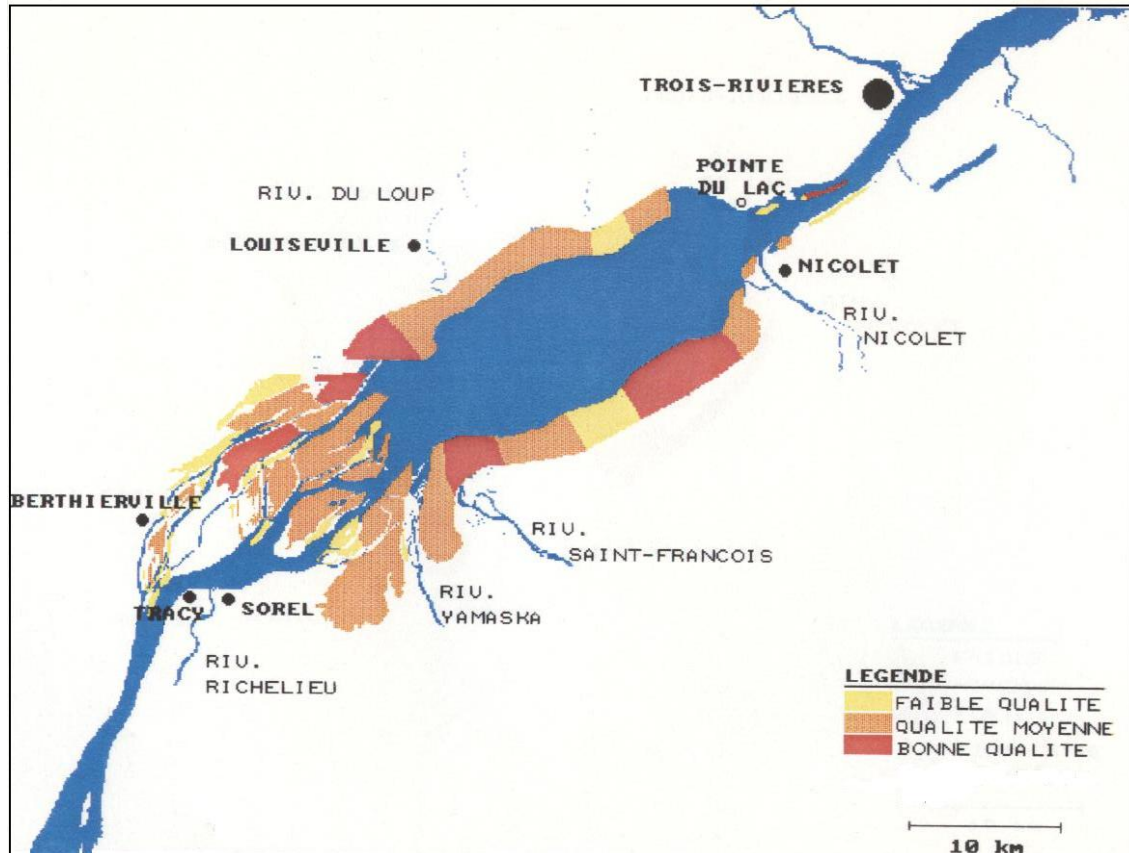 TROIS-RIVIERES
POINTE
DU LAC
RIV. DU LOUP
LOUISEVILLE
NICOLET
RIV.
NICOLET
BERTHIERVILLE
RIV.
SAINT-FRANCOIS
TRACY
SOREL
RIV.
YAMASKA
RIV.
RICHELIEU
LEGENDE
FAIBLE QUALITE
QUALITE MOYENNE
BONNE QUALITE
10 km